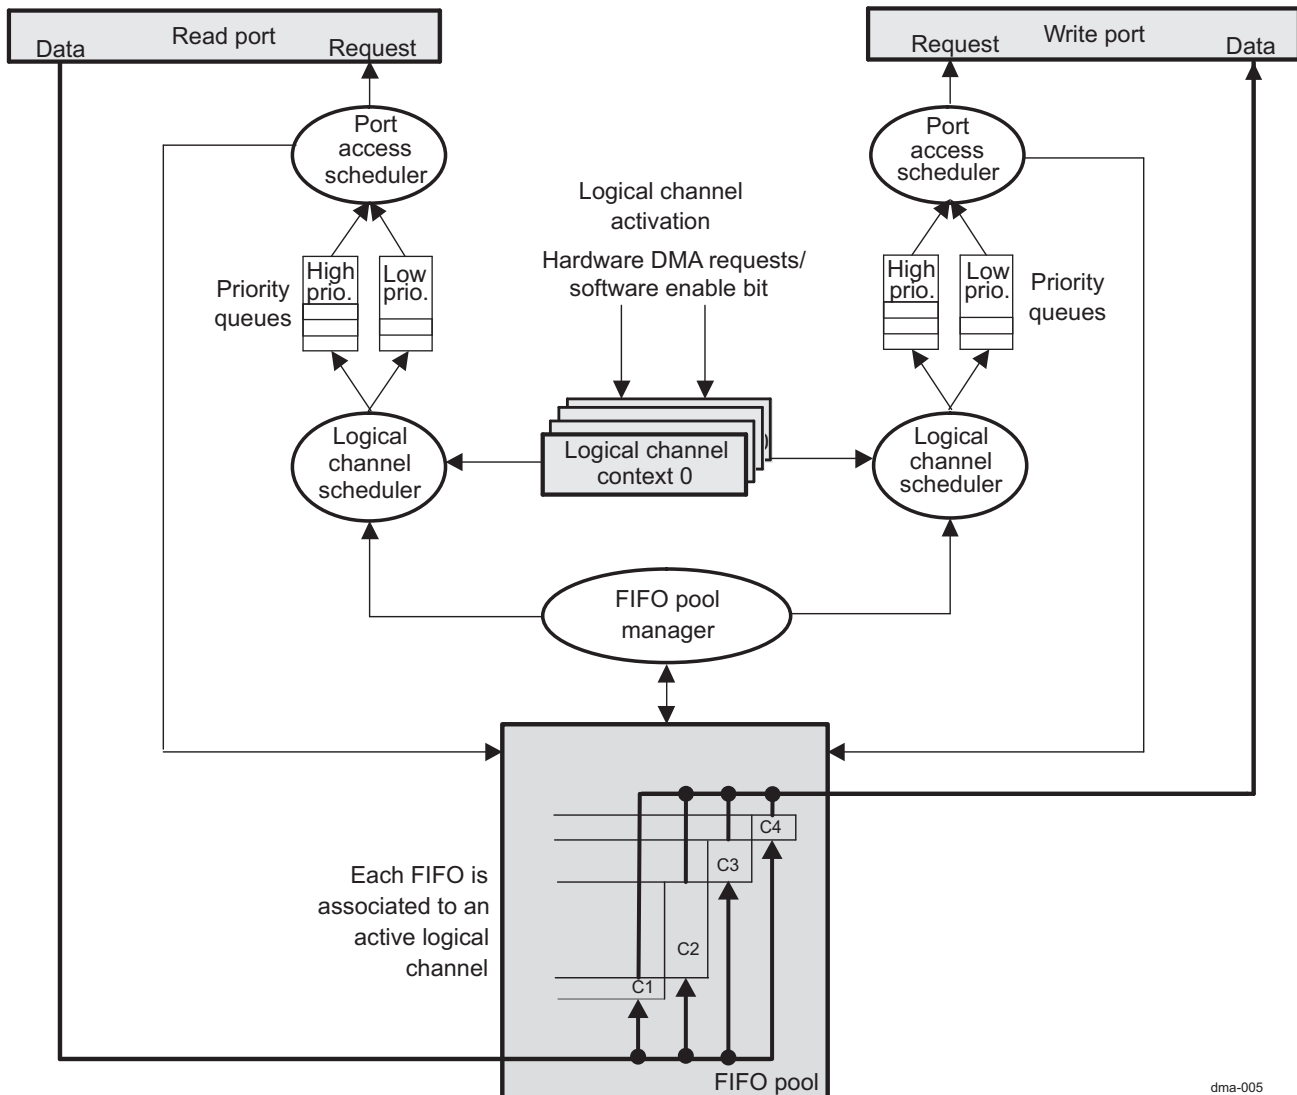 Read port
Data
Request
Write port
Request
Data
Port
access
scheduler
Port
access
scheduler
Logical channel
activation
Hardware DMA requests/
software enable bit
Priority
queues
High
prio.
Low
prio.
High
prio.
Low
prio.
Priority
queues
Logical
channel
scheduler
Logical channel
context 0
Logical
channel
scheduler
FIFO pool
manager
Each FIFO is
associated to an
active logical
channel
C4
C3
C2
C1
FIFO pool
dma-005